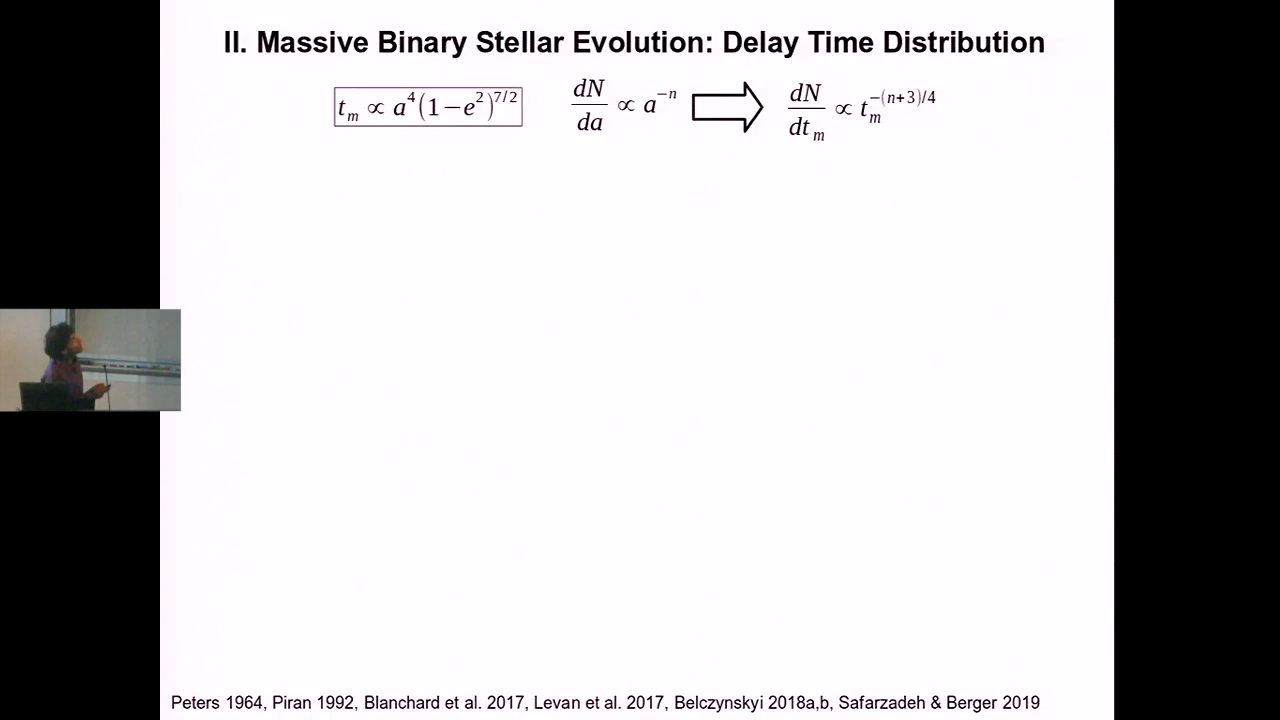 II. Massive Binary Stellar Evolution: Delay Time Distribution
t_m ∝ a^4 (1−e^2)^{7/2}    dN/da ∝ a^{−n}    dN/dt_m ∝ t_m^{−(n+3)/4}
Peters 1964, Piran 1992, Blanchard et al. 2017, Levan et al. 2017, Belczynskyi 2018a,b, Safarzadeh & Berger 2019